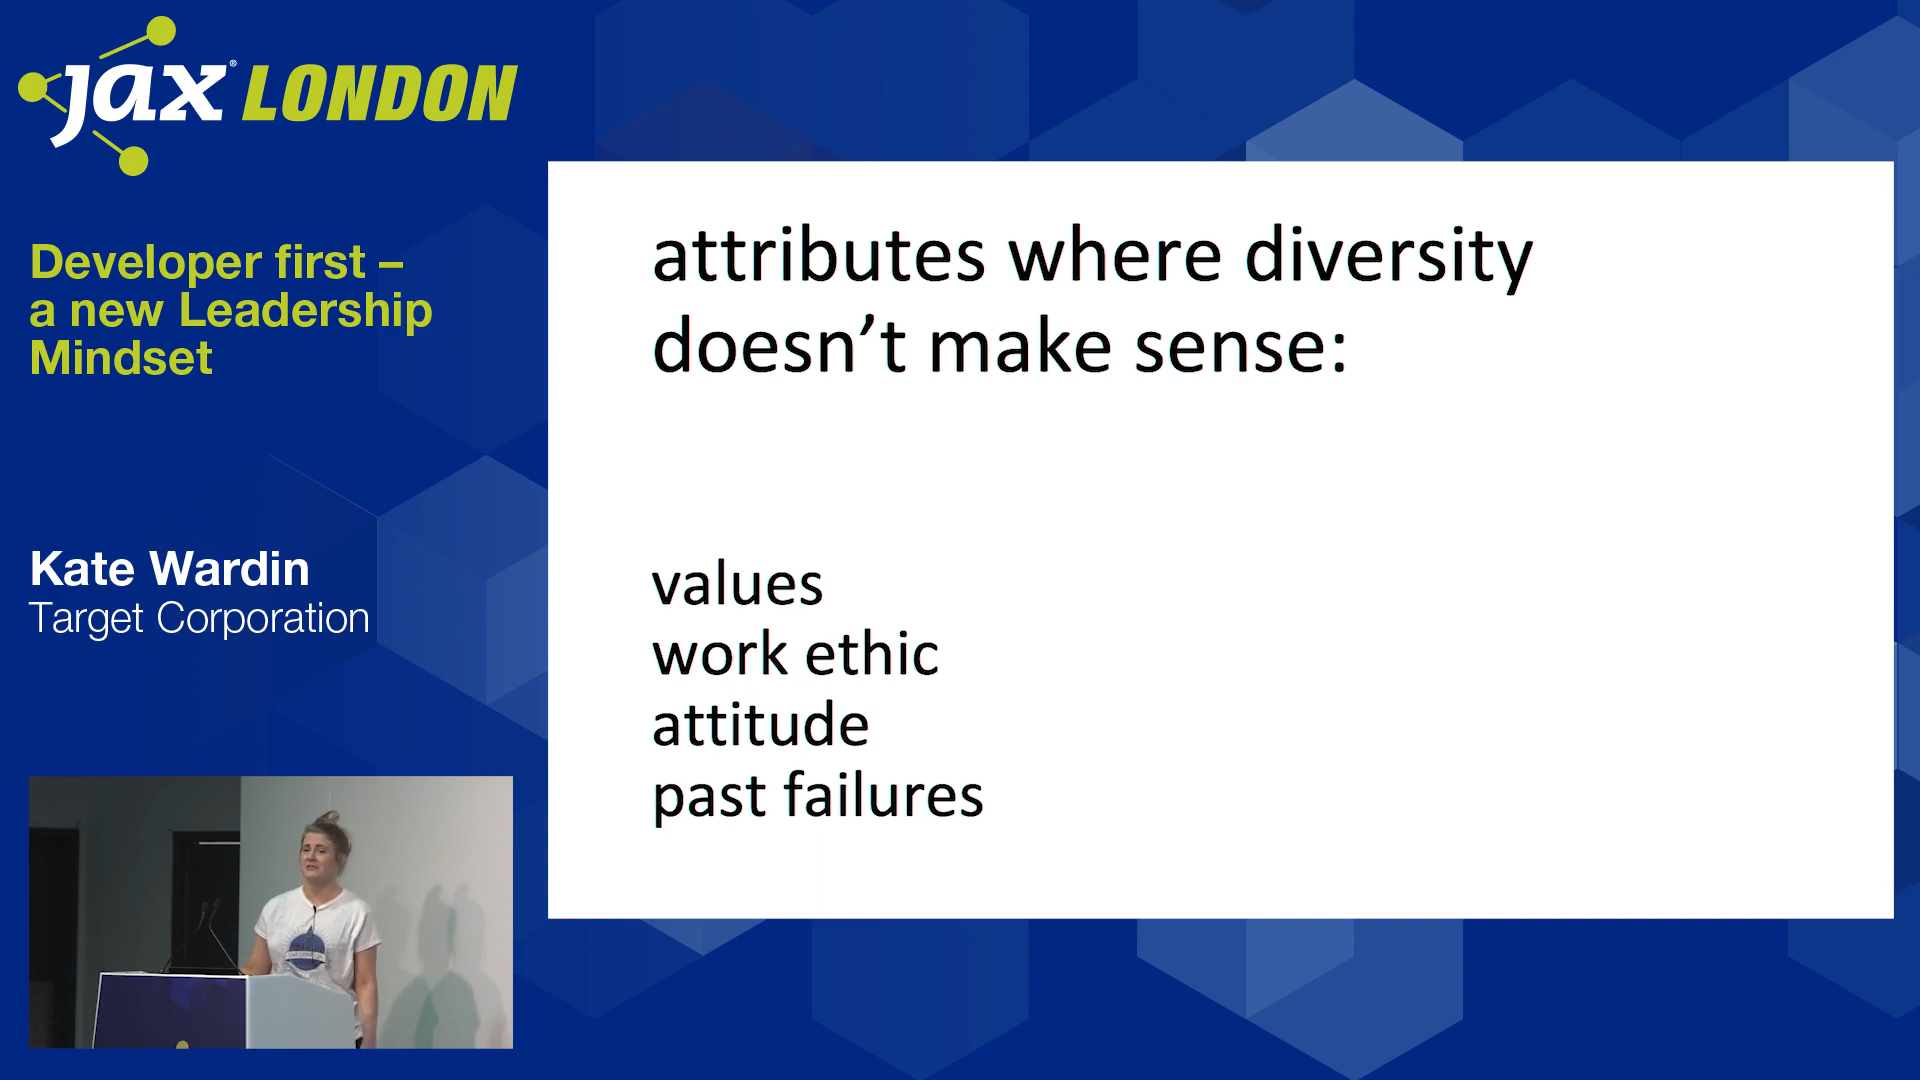 jax® LONDON
Developer first –
a new Leadership
Mindset
Kate Wardin
Target Corporation
attributes where diversity
doesn’t make sense:
values
work ethic
attitude
past failures